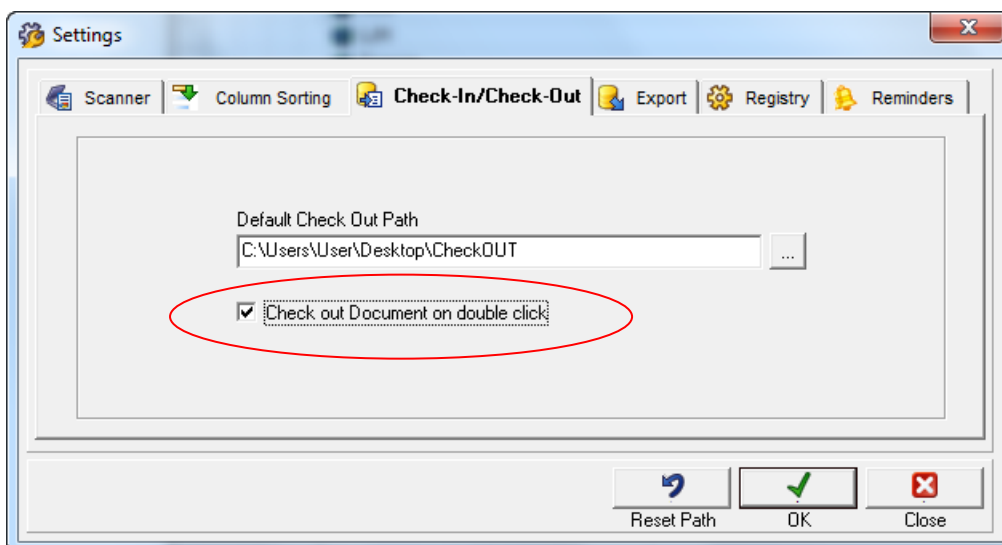 Settings
Scanner Column Sorting Check-In/Check-Out Export Registry Reminders
Default Check Out Path
C:\Users\User\Desktop\CheckOUT
...
Check out Document on double click
Reset Path OK Close